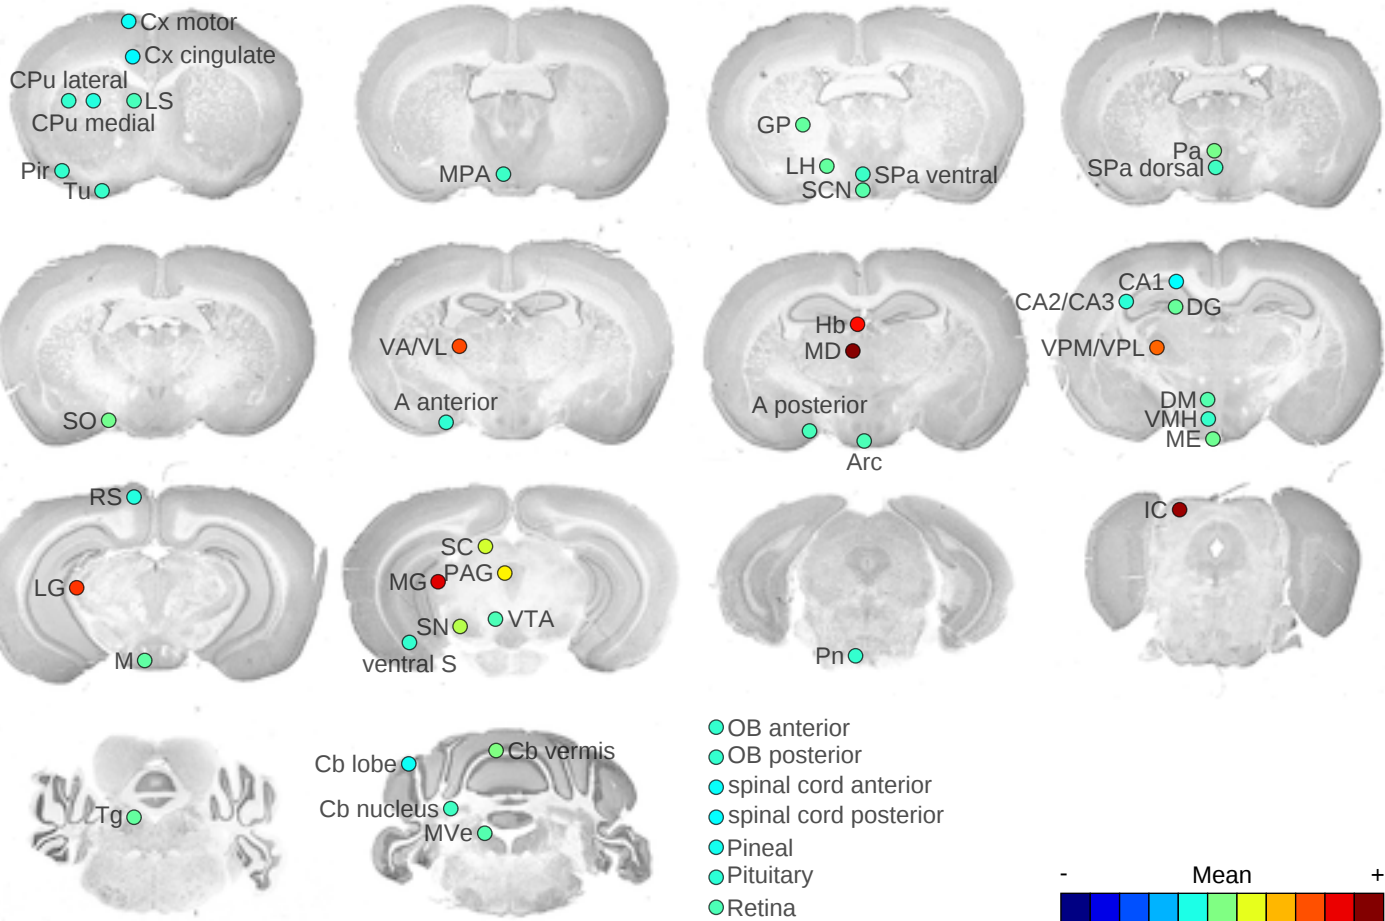 Cx motor
Cx cingulate
CPu lateral
LS
CPu medial
Pir
Tu
MPA
GP
LH
SPa ventral
SCN
Pa
SPa dorsal
SO
VA/VL
A anterior
Hb
MD
A posterior
Arc
CA1
CA2/CA3
DG
VPM/VPL
DM
VMH
ME
RS
LG
M
SC
MG
PAG
SN
VTA
ventral S
Pn
IC
Tg
Cb lobe
Cb vermis
Cb nucleus
MVe
OB anterior
OB posterior
spinal cord anterior
spinal cord posterior
Pineal
Pituitary
Retina
- Mean +